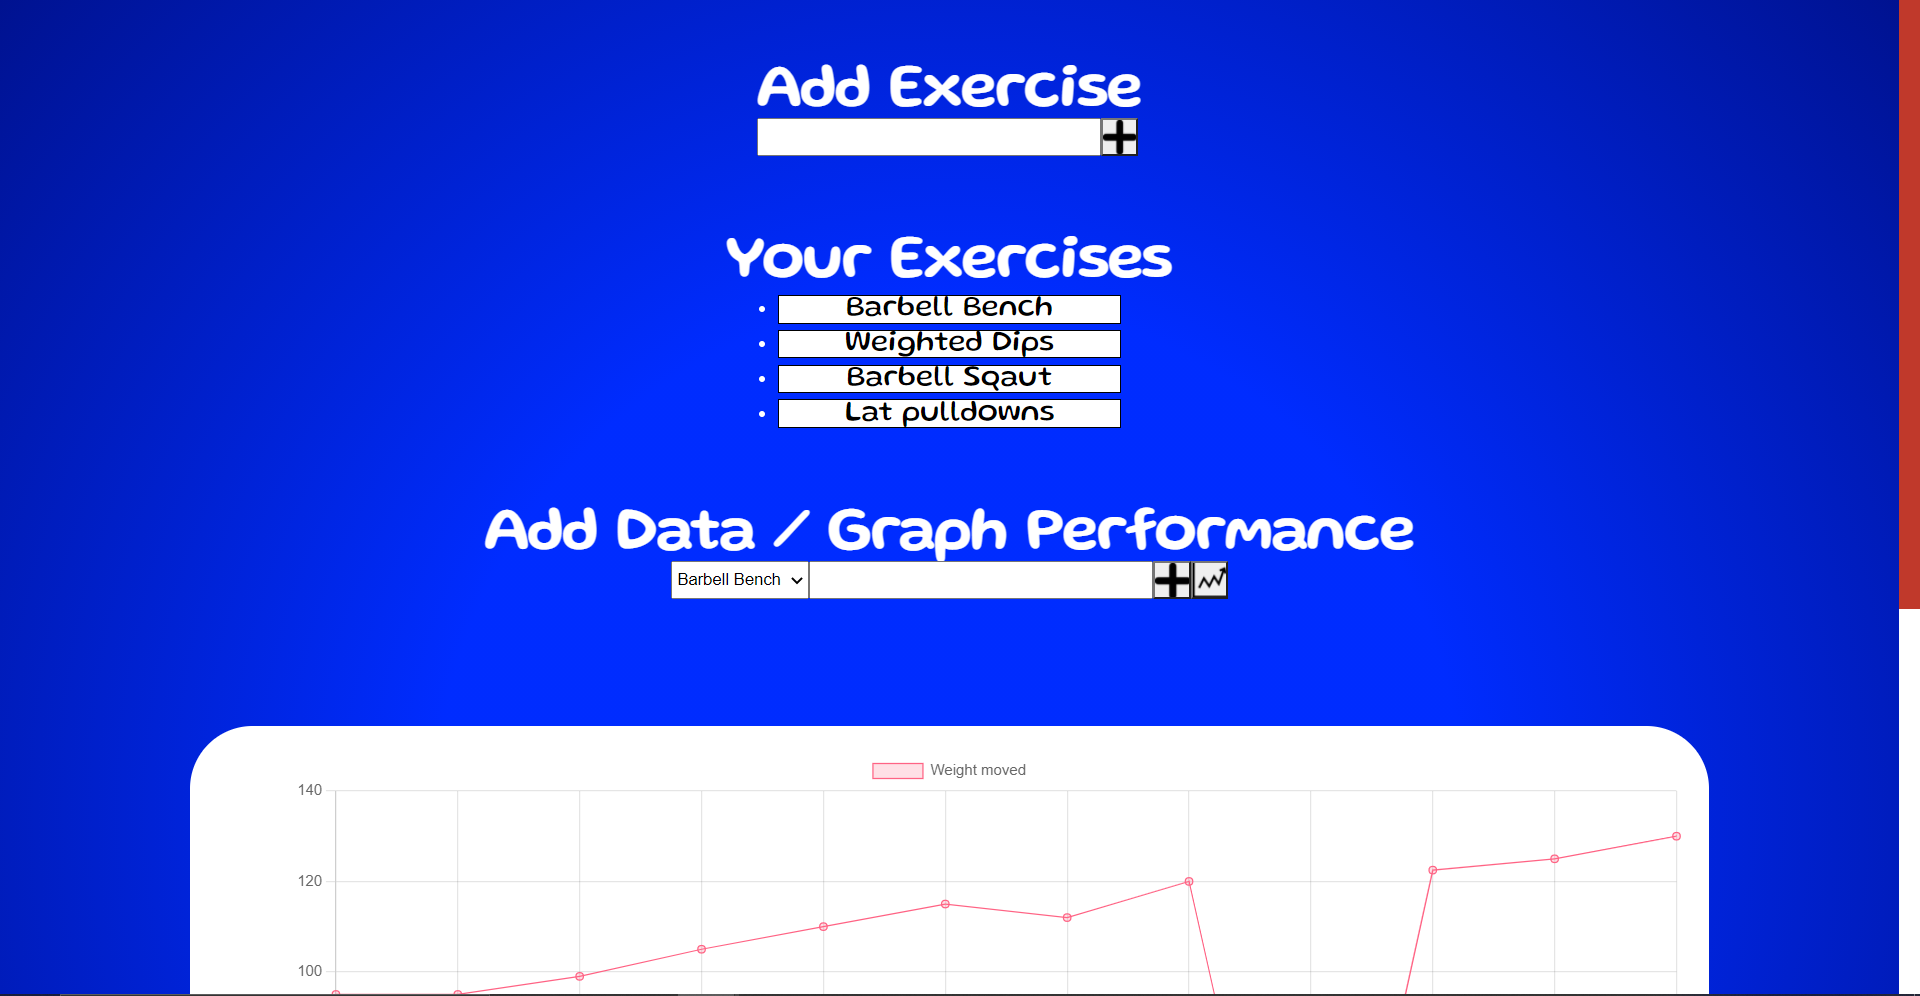 Add Exercise
Your Exercises
Barbell Bench
Weighted Dips
Barbell Sqaut
Lat pulldowns
Add Data / Graph Performance
Barbell Bench
Weight moved
140
120
100